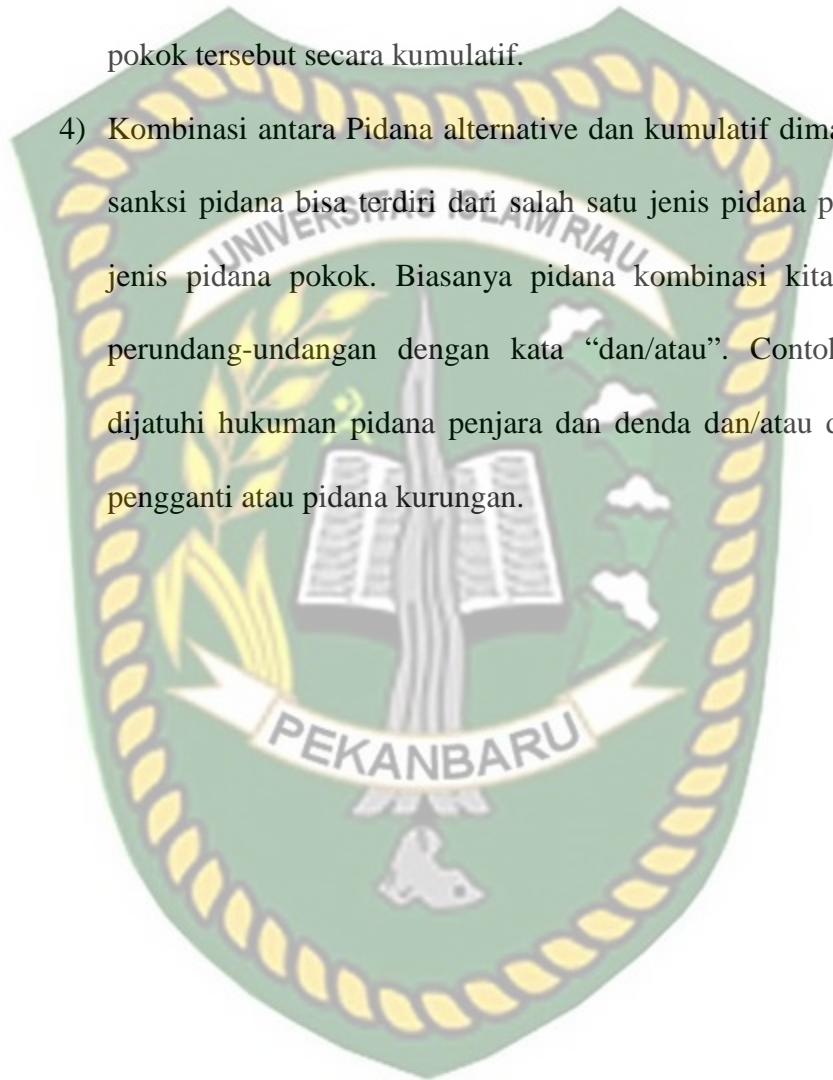 pokok tersebut secara kumulatif.
4) Kombinasi antara Pidana alternative dan kumulatif
sanksi pidana bisa terdiri dari salah satu jenis pidana
jenis pidana pokok. Biasanya pidana kombinasi kita
perundang-undangan dengan kata “dan/atau”.
dijatuhi hukuman pidana penjara dan denda dan/atau
pengganti atau pidana kurungan.
UNIVERSITAS ISLAM RIAU
PEKANBARU